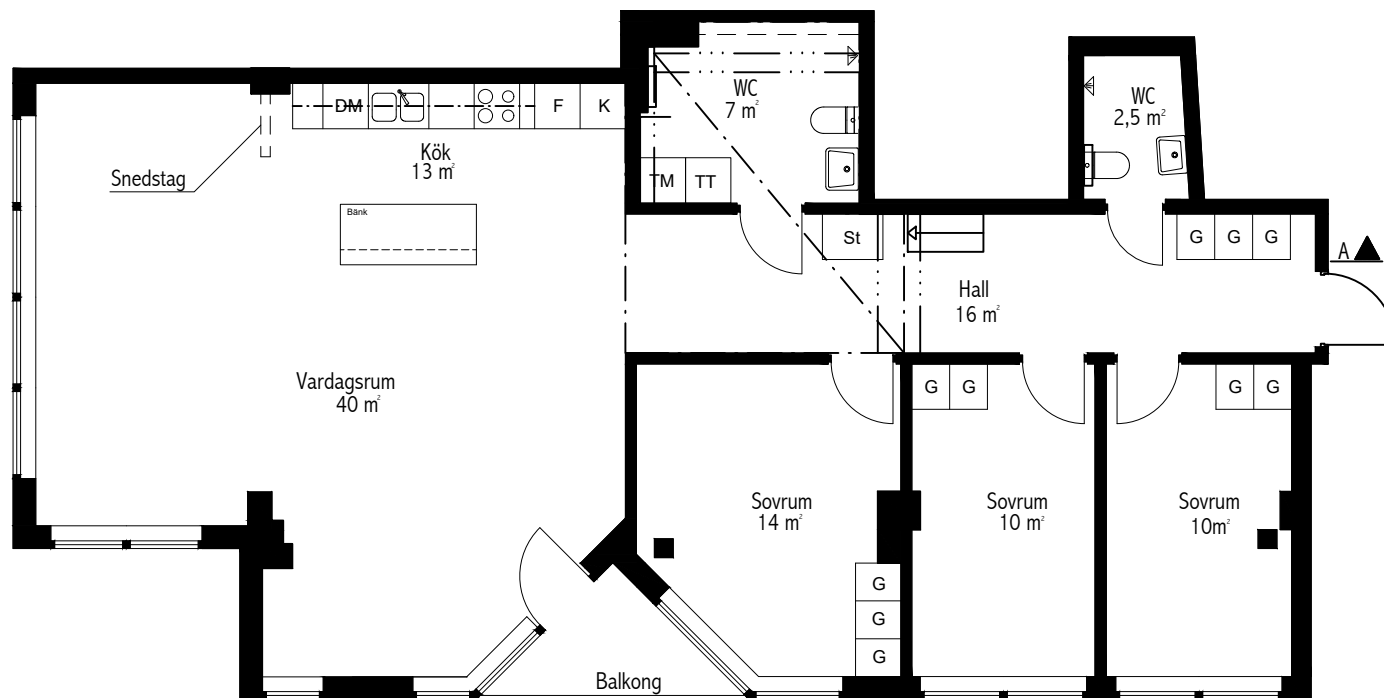 WC
7 m²
WC
2,5 m²
DM
F
K
Kök
13 m²
Snedstag
TM
TT
Bänk
St
G
G
G
A
Hall
16 m²
Vardagsrum
40 m²
G
G
G
G
Sovrum
14 m²
Sovrum
10 m²
Sovrum
10m²
G
G
G
Balkong